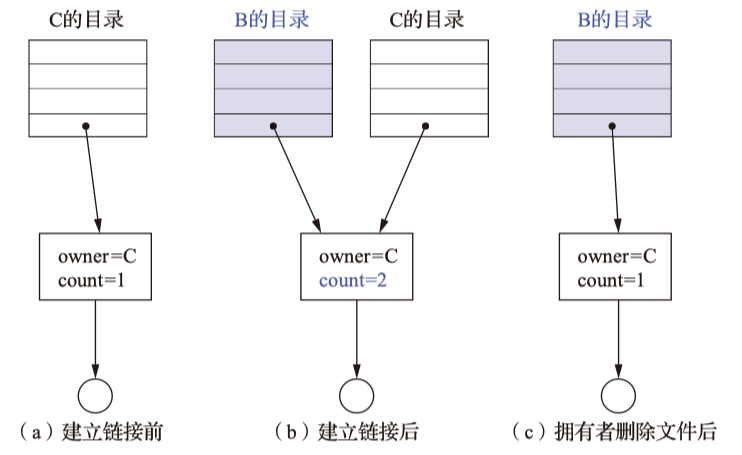 C的目录
B的目录
C的目录
B的目录
owner=C
count=1
owner=C
count=2
owner=C
count=1
（a）建立链接前
（b）建立链接后
（c）拥有者删除文件后